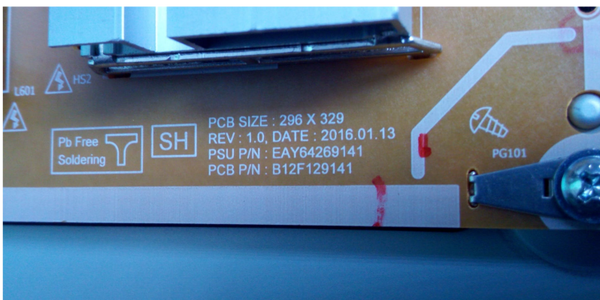 HS2
L601
PCB SIZE : 296 X 329
REV : 1.0, DATE : 2016.01.13
PSU P/N : EAY64269141
PCB P/N : B12F129141
Pb Free
Soldering
SH
PG101